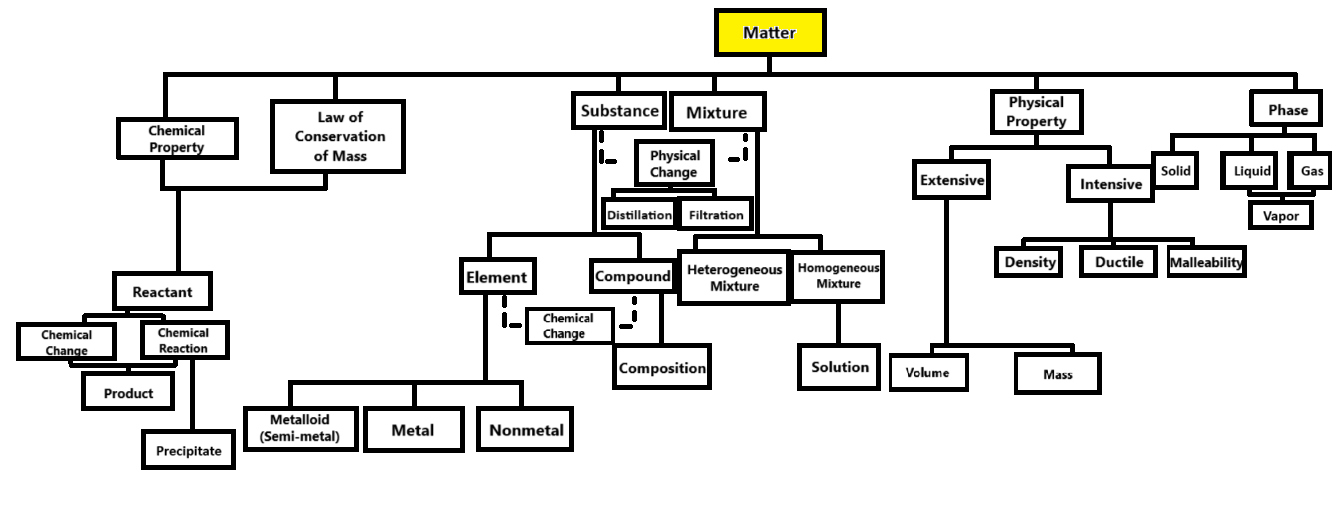 Matter
Chemical
Property
Law of
Conservation
of Mass
Substance
Mixture
Physical
Property
Phase
Physical
Change
Distillation
Filtration
Extensive
Intensive
Solid
Liquid
Gas
Vapor
Reactant
Element
Compound
Heterogeneous
Mixture
Homogeneous
Mixture
Density
Ductile
Malleability
Chemical
Change
Chemical
Reaction
Chemical
Change
Product
Composition
Solution
Volume
Mass
Precipitate
Metalloid
(Semi-metal)
Metal
Nonmetal